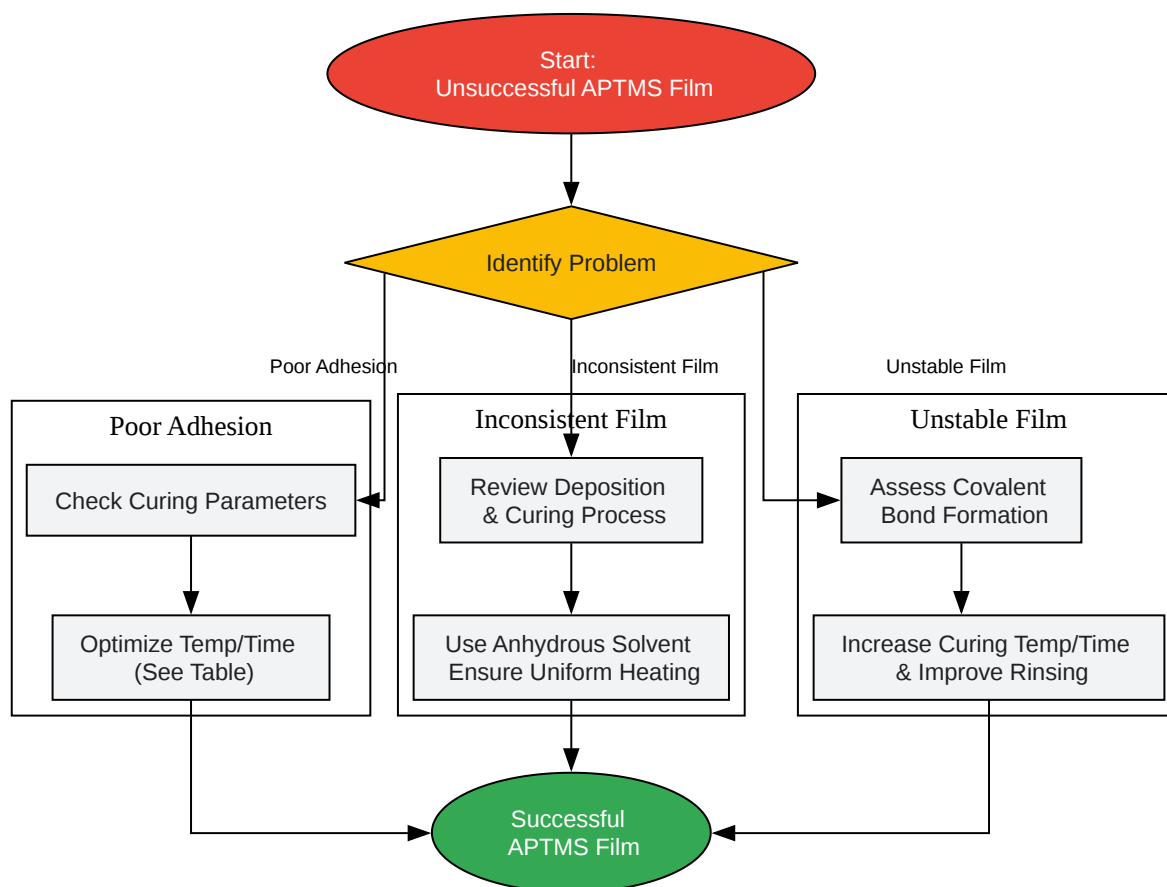 Start:
Unsuccessful APTMS Film
Identify Problem
Poor Adhesion
Inconsistent Film
Unstable Film
Poor Adhesion
Inconsistent Film
Unstable Film
Check Curing Parameters
Review Deposition
& Curing Process
Assess Covalent
Bond Formation
Optimize Temp/Time
(See Table)
Use Anhydrous Solvent
Ensure Uniform Heating
Increase Curing Temp/Time
& Improve Rinsing
Successful
APTMS Film